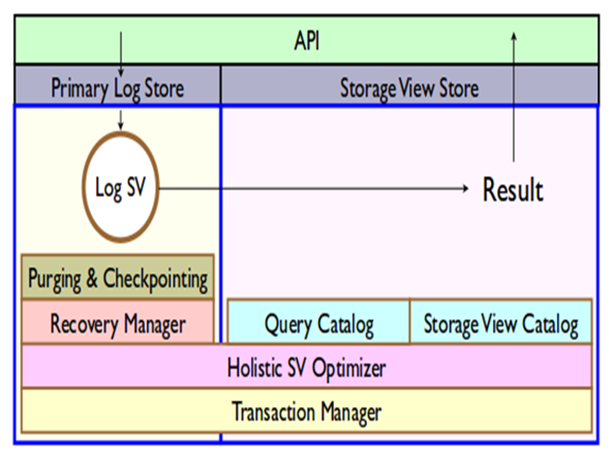 API
Primary Log Store
Storage View Store
Log SV
Result
Purging & Checkpointing
Recovery Manager
Query Catalog
Storage View Catalog
Holistic SV Optimizer
Transaction Manager